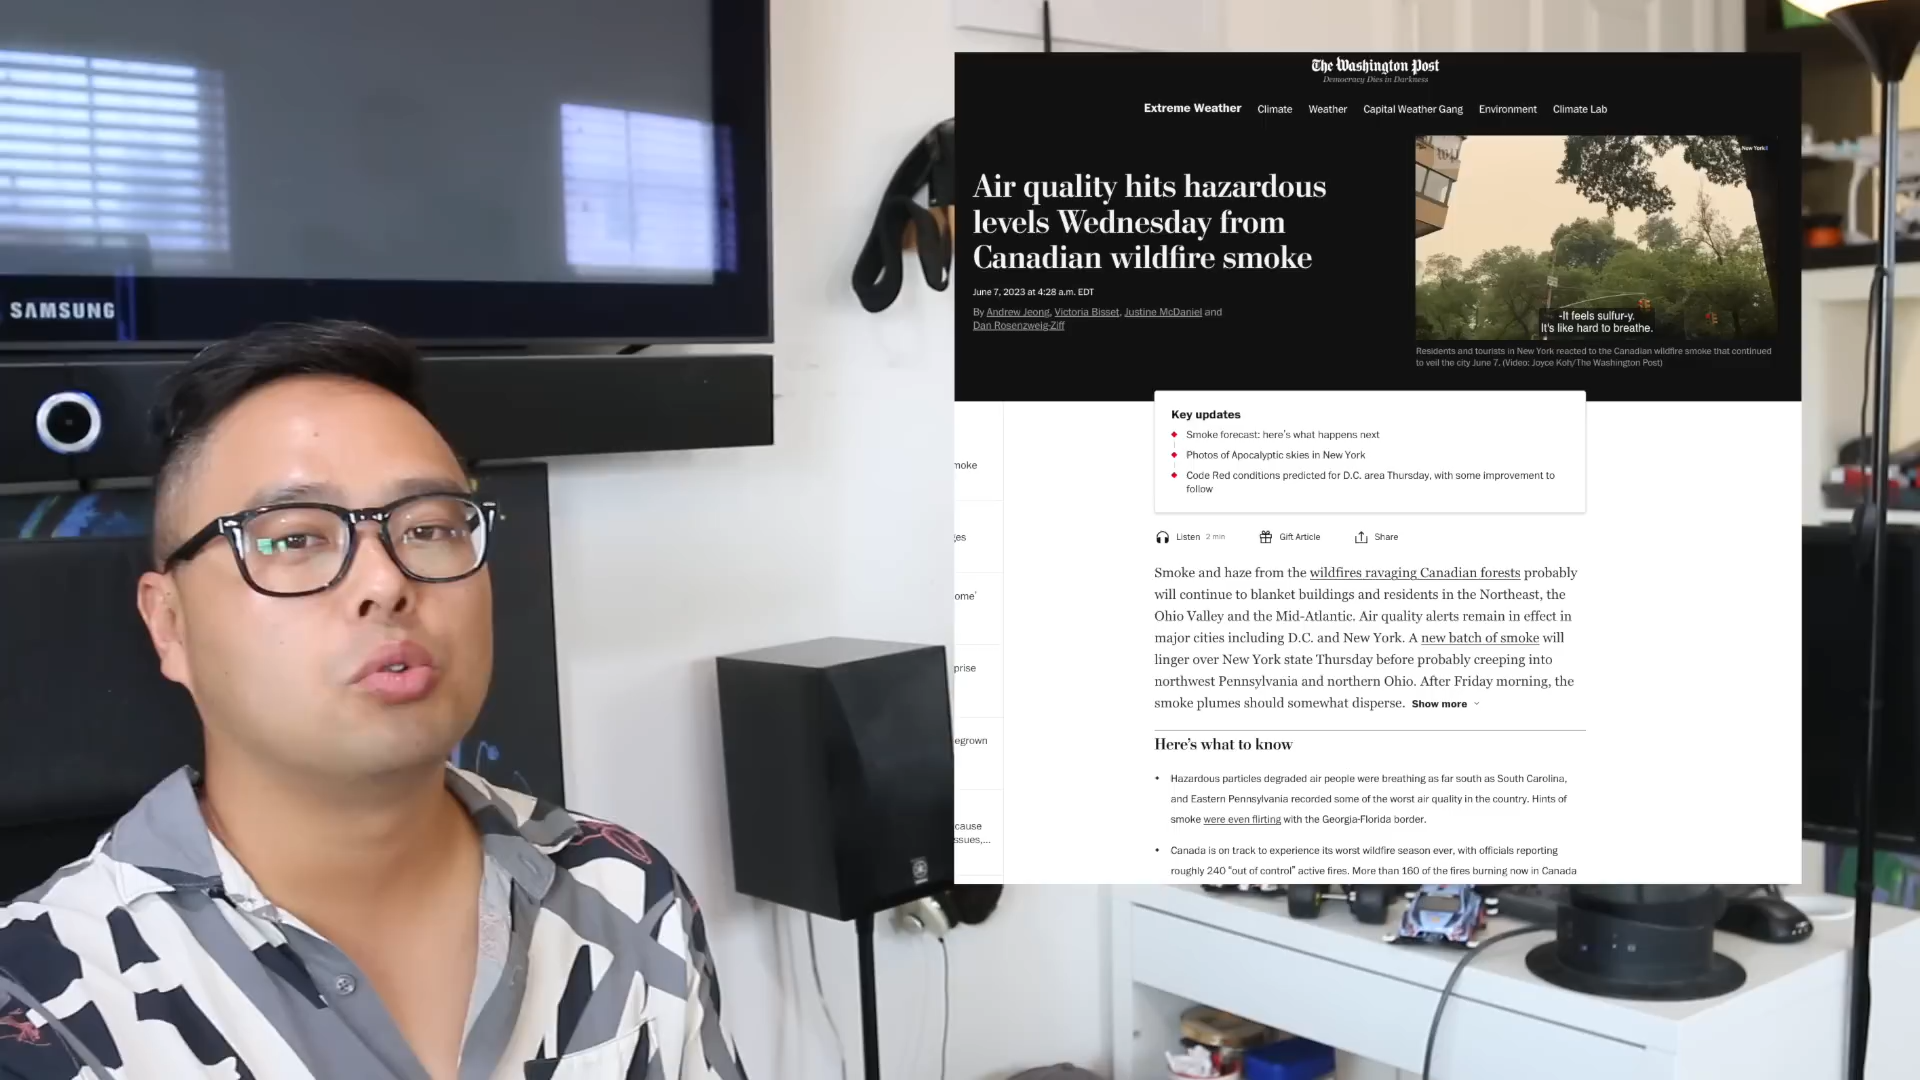 SAMSUNG
The Washington Post
Democracy Dies in Darkness
Extreme Weather Climate Weather Capital Weather Gang Environment Climate Lab
Air quality hits hazardous
levels Wednesday from
Canadian wildfire smoke
June 7, 2023 at 4:28 a.m. EDT
By Andrew Jeong, Victoria Bisset, Justine McDaniel and
Dan Rosenzweig-Ziff
New York
-It feels sulfur-y.
It's like hard to breathe.
Residents and tourists in New York reacted to the Canadian wildfire smoke that continued
to veil the city June 7. (Video: Joyce Koh/The Washington Post)
Key updates
Smoke forecast: here's what happens next
Photos of Apocalyptic skies in New York
Code Red conditions predicted for D.C. area Thursday, with some improvement to
follow
Listen 2 min Gift Article Share
Smoke and haze from the wildfires ravaging Canadian forests probably
will continue to blanket buildings and residents in the Northeast, the
Ohio Valley and the Mid-Atlantic. Air quality alerts remain in effect in
major cities including D.C. and New York. A new batch of smoke will
linger over New York state Thursday before probably creeping into
northwest Pennsylvania and northern Ohio. After Friday morning, the
smoke plumes should somewhat disperse. Show more
Here's what to know
• Hazardous particles degraded air people were breathing as far south as South Carolina,
and Eastern Pennsylvania recorded some of the worst air quality in the country. Hints of
smoke were even flirting with the Georgia-Florida border.
• Canada is on track to experience its worst wildfire season ever, with officials reporting
roughly 240 "out of control" active fires. More than 160 of the fires burning now in Canada
moke
ges
ome'
prise
egrown
cause
ssues,...